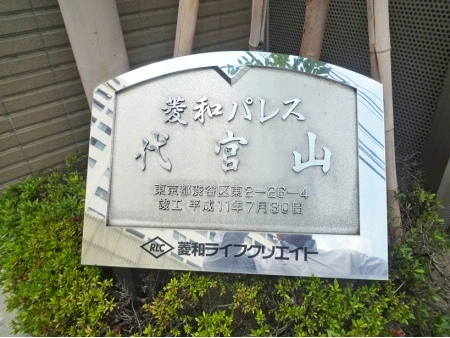 菱和パレス
代官山
東京都渋谷区東2-26-4
竣工 平成11年7月30日
RLC 菱和ライフクリエイト